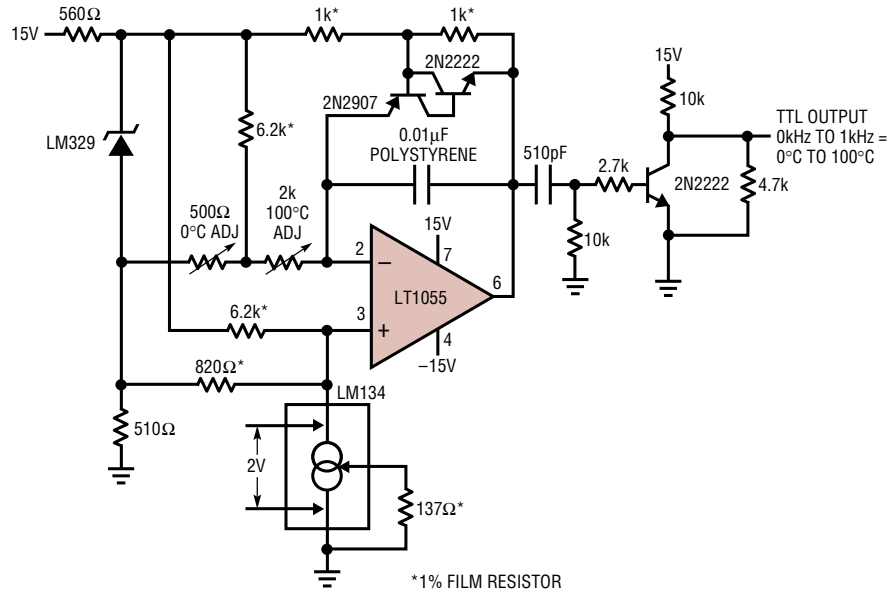 560Ω
15V
1k*
1k*
2N2222
2N2907
15V
10k
LM329
6.2k*
0.01µF
POLYSTYRENE
510pF
2.7k
TTL OUTPUT
0kHz TO 1kHz =
0°C TO 100°C
2N2222
4.7k
500Ω
0°C ADJ
2k
100°C
ADJ
15V
10k
2
7
–
LT1055
6
6.2k*
3
+
4
–15V
820Ω*
LM134
510Ω
2V
137Ω*
*1% FILM RESISTOR